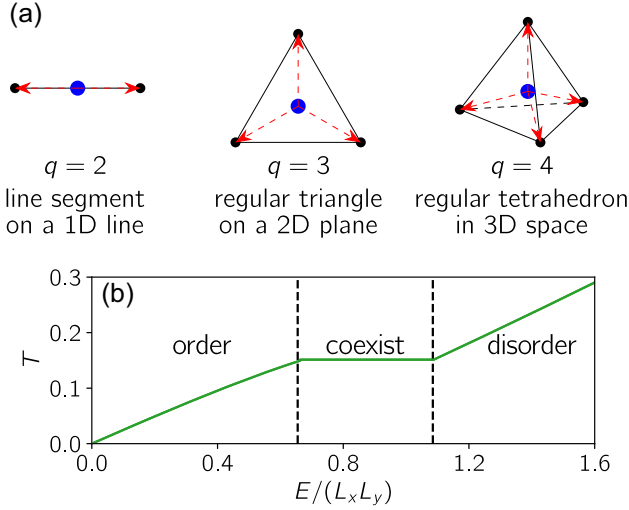 (a)
q = 2
q = 3
q = 4
line segment
on a 1D line
regular triangle
on a 2D plane
regular tetrahedron
in 3D space
(b)
0.3
0.2
0.1
0.0
T
order
coexist
disorder
0.0
0.4
0.8
1.2
1.6
E/(L_xL_y)